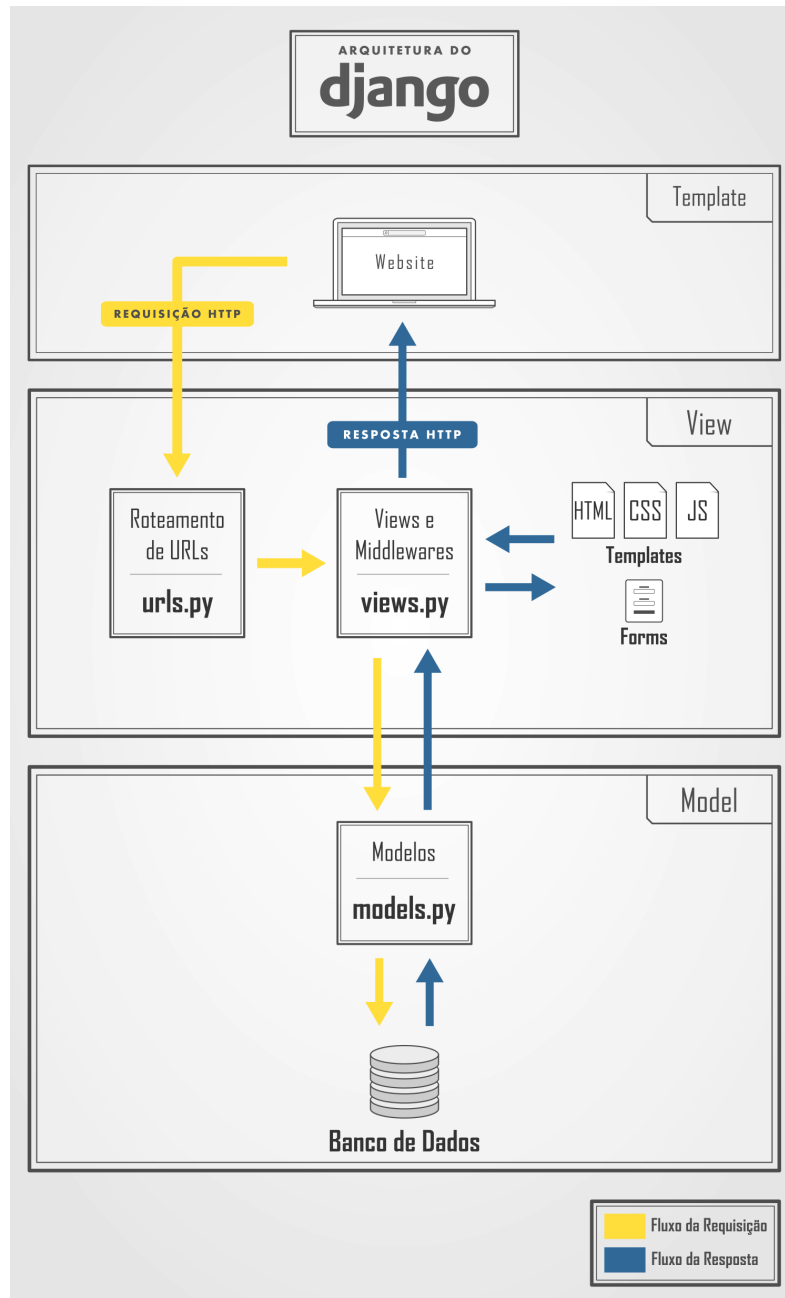 ARQUITETURA DO
django
Template
Website
REQUISIÇÃO HTTP
View
RESPOSTA HTTP
Roteamento
de URLs
urls.py
Views e
Middlewares
views.py
HTML
CSS
JS
Templates
Forms
Model
Modelos
models.py
Banco de Dados
Fluxo da Requisição
Fluxo da Resposta